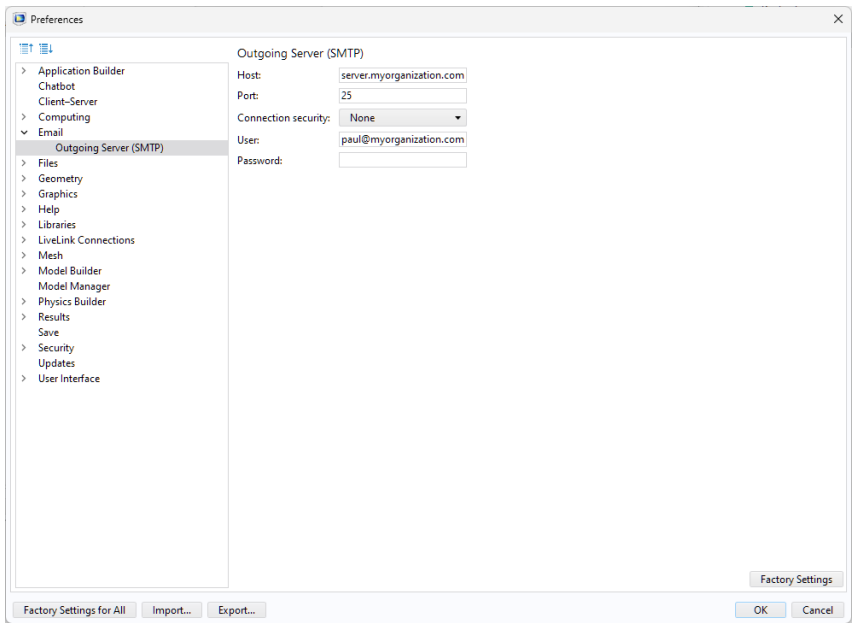 Preferences
Application Builder
Chatbot
Client–Server
Computing
Email
Outgoing Server (SMTP)
Files
Geometry
Graphics
Help
Libraries
LiveLink Connections
Mesh
Model Builder
Model Manager
Physics Builder
Results
Save
Security
Updates
User Interface
Outgoing Server (SMTP)
Host: server.myorganization.com
Port: 25
Connection security: None
User: paul@myorganization.com
Password:
Factory Settings
Factory Settings for All Import... Export... OK Cancel